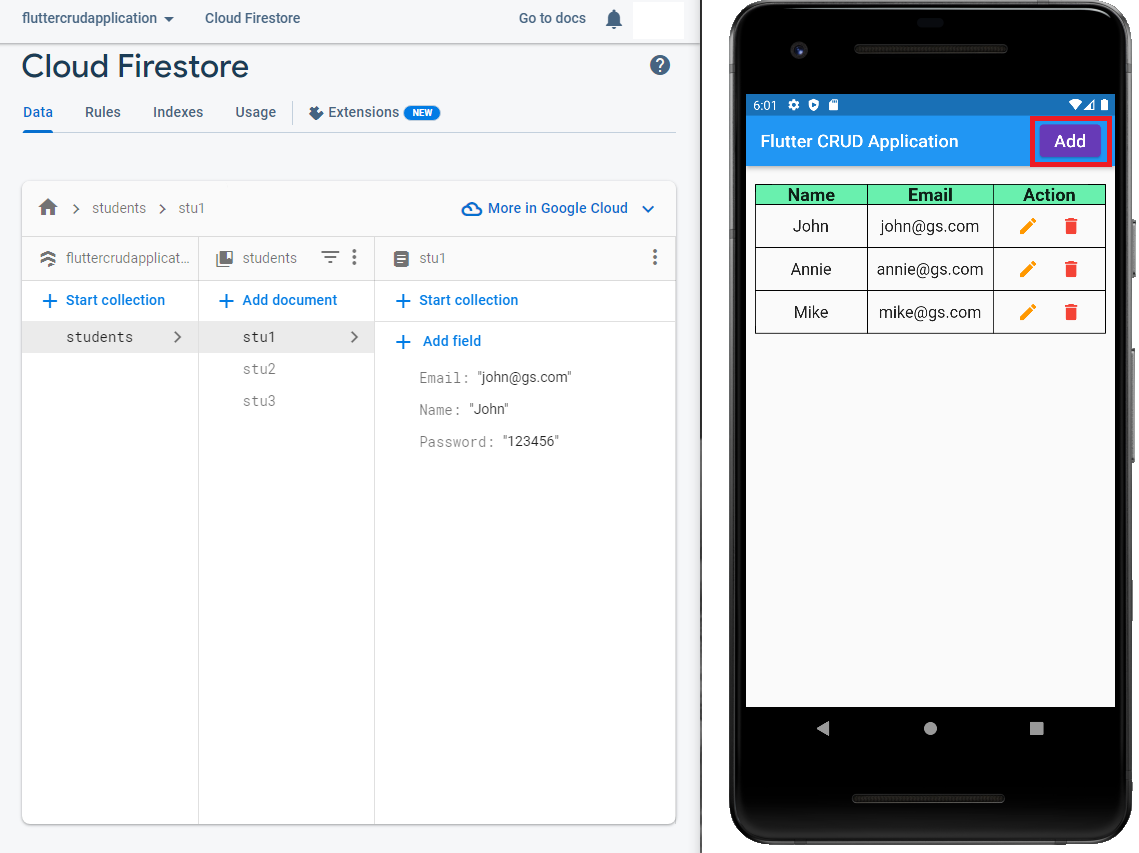 fluttercrudapplication Cloud Firestore Go to docs
Cloud Firestore
Data Rules Indexes Usage Extensions NEW
students stu1 More in Google Cloud
fluttercrudapplicat... students stu1
Start collection Add document Start collection
students stu1 Add field
stu2
stu3
Email: "john@gs.com"
Name: "John"
Password: "123456"
6:01
Flutter CRUD Application Add
Name Email Action
John john@gs.com
Annie annie@gs.com
Mike mike@gs.com